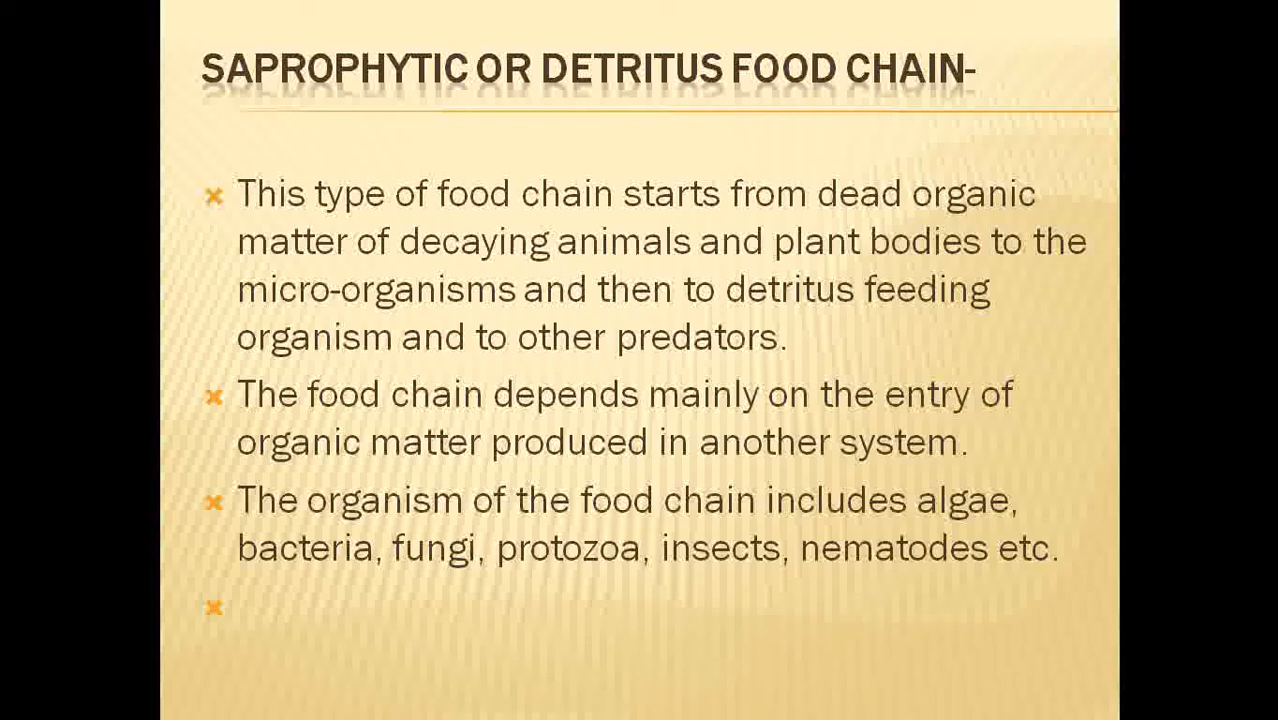 SAPROPHYTIC OR DETRITUS FOOD CHAIN-
This type of food chain starts from dead organic
matter of decaying animals and plant bodies to the
micro-organisms and then to detritus feeding
organism and to other predators.
The food chain depends mainly on the entry of
organic matter produced in another system.
The organism of the food chain includes algae,
bacteria, fungi, protozoa, insects, nematodes etc.